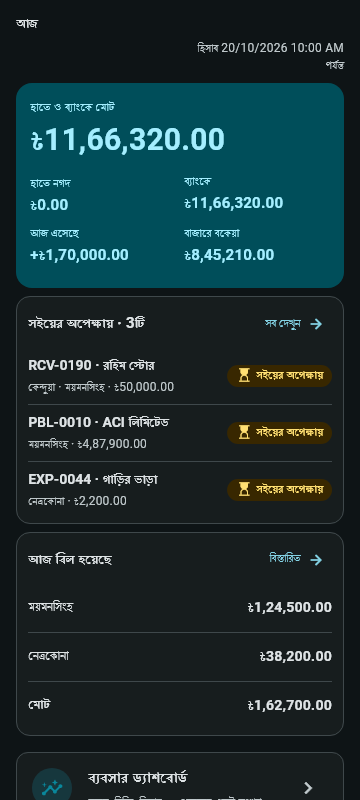 আজ
হিসাব 20/10/2026 10:00 AM
পর্যন্ত
হাতে ও ব্যাংকে মোট
৳11,66,320.00
হাতে নগদ
ব্যাংকে
৳0.00
৳11,66,320.00
আজ এসেছে
বাজারে বকেয়া
+৳1,70,000.00
৳8,45,210.00
সইয়ের অপেক্ষায় · 3টি
সব দেখুন →
RCV-0190 · রহিম স্টোর
কেন্দুয়া · ময়মনসিংহ · ৳50,000.00
সইয়ের অপেক্ষায়
PBL-0010 · ACI লিমিটেড
ময়মনসিংহ · ৳4,87,900.00
সইয়ের অপেক্ষায়
EXP-0044 · গাড়ির ভাড়া
নেত্রকোনা · ৳2,200.00
সইয়ের অপেক্ষায়
আজ বিল হয়েছে
বিস্তারিত →
ময়মনসিংহ
৳1,24,500.00
নেত্রকোনা
৳38,200.00
মোট
৳1,62,700.00
ব্যবসার ড্যাশবোর্ড